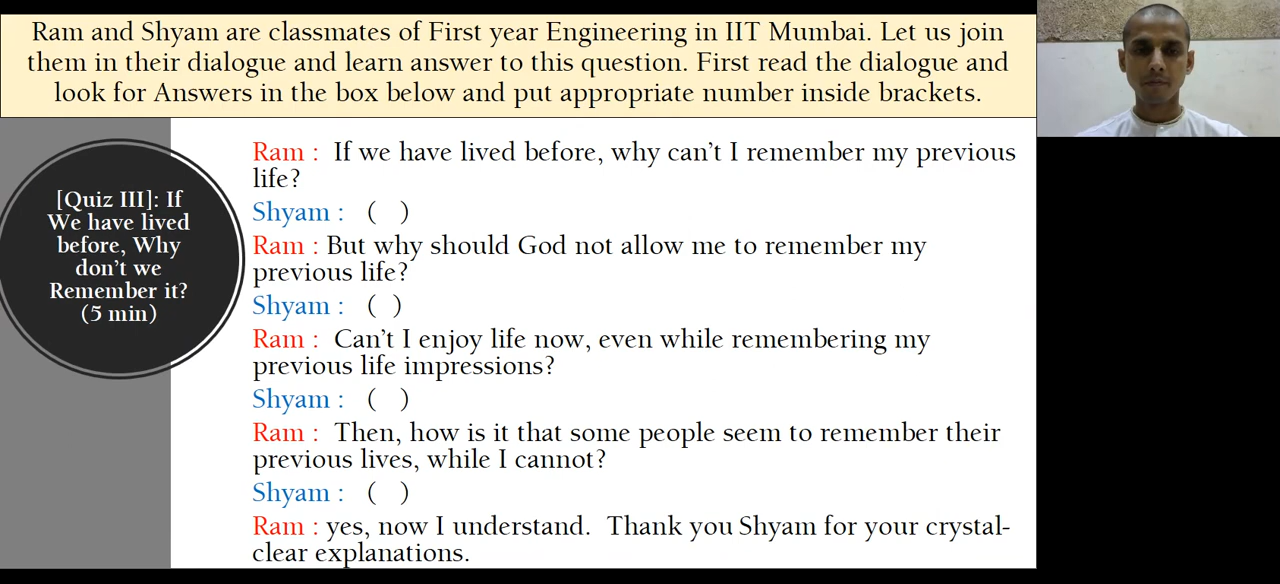 Ram and Shyam are classmates of First year Engineering in IIT Mumbai. Let us join
them in their dialogue and learn answer to this question. First read the dialogue and
look for Answers in the box below and put appropriate number inside brackets.
[Quiz III]: If
We have lived
before, Why
don't we
Remember it?
(5 min)
Ram :  If we have lived before, why can't I remember my previous
life?
Shyam :   (   )
Ram : But why should God not allow me to remember my
previous life?
Shyam :   (  )
Ram :  Can't I enjoy life now, even while remembering my
previous life impressions?
Shyam :   (   )
Ram :  Then, how is it that some people seem to remember their
previous lives, while I cannot?
Shyam :   (   )
Ram : yes, now I understand.  Thank you Shyam for your crystal-
clear explanations.